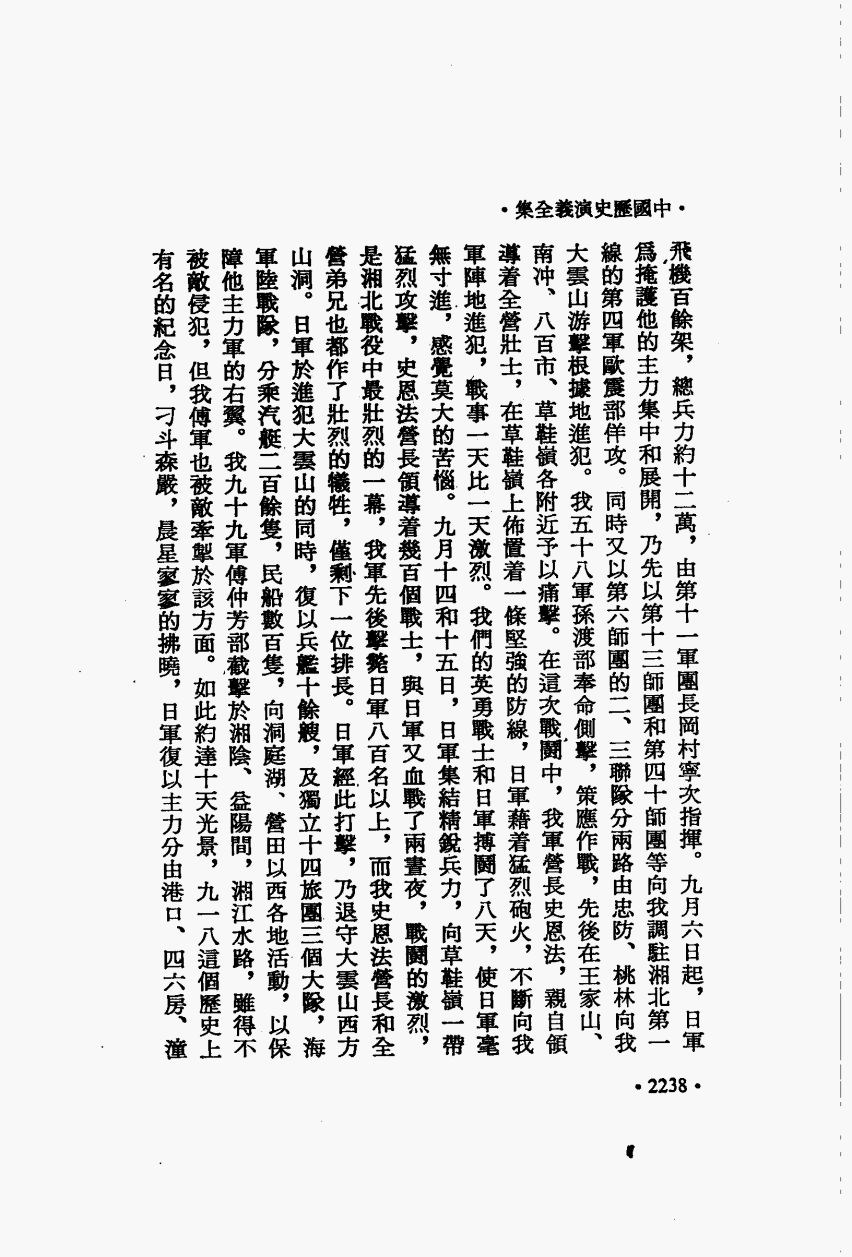 •中國歷史演義全集•
飛機百餘架，總兵力約十二萬，由第十一軍團長岡村寧次指揮。九月六日起，日軍
爲掩護他的主力集中和展開，乃先以第十三師團和第四十師團等向我調駐湘北第一
線的第四軍歐震部佯攻。同時又以第六師團的二、三聯隊分兩路由忠防、桃林向我
大雲山游擊根據地進犯。我五十八軍孫渡部奉命側擊，策應作戰，先後在王家山、
南冲、八百市、草鞋嶺各附近予以痛擊。在這次戰鬪中，我軍營長史恩法，親自領
導着全營壯士，在草鞋嶺上佈置着一條堅強的防線，日軍藉着猛烈砲火，不斷向我
軍陣地進犯，戰事一天比一天激烈。我們的英勇戰士和日軍搏鬪了八天，使日軍毫
無寸進，感覺莫大的苦惱。九月十四和十五日，日軍集結精銳兵力，向草鞋嶺一帶
猛烈攻擊，史恩法營長領導着幾百個戰士，與日軍又血戰了兩晝夜，戰鬪的激烈，
是湘北戰役中最壯烈的一幕，我軍先後擊斃日軍八百名以上，而我史恩法營長和全
營弟兄也都作了壯烈的犧牲，僅剩下一位排長。日軍經此打擊，乃退守大雲山西方
山洞。日軍於進犯大雲山的同時，復以兵艦十餘艘，及獨立十四旅團三個大隊，海
軍陸戰隊，分乘汽艇二百餘隻，民船數百隻，向洞庭湖、營田以西各地活動，以保
障他主力軍的右翼。我九十九軍傅仲芳部截擊於湘陰、益陽間，湘江水路，雖得不
被敵侵犯，但我傅軍也被敵牽掣於該方面。如此約達十天光景，九一八這個歷史上
有名的紀念日，刁斗森嚴，晨星寥寥的拂曉，日軍復以主力分由港口、四六房、潼
•2238•